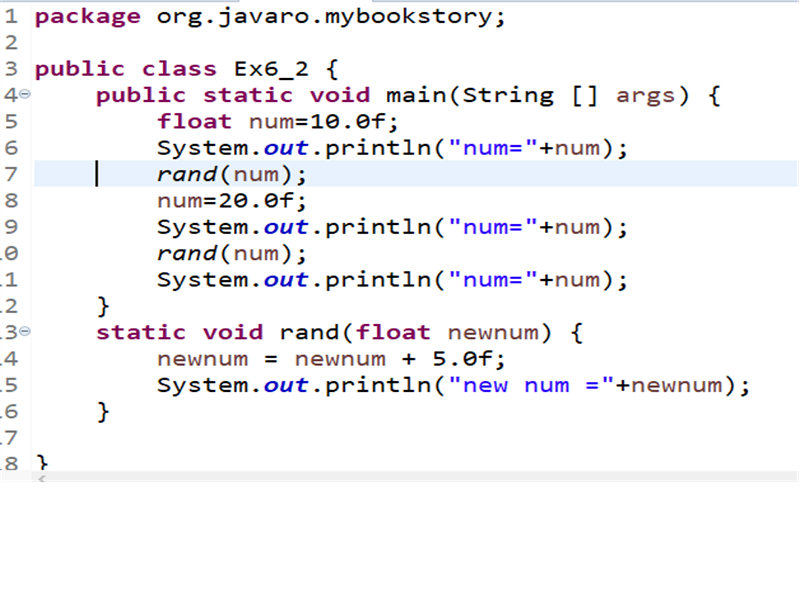 1 package org.javaro.mybookstory;
2
3 public class Ex6_2 {
4 public static void main(String [] args) {
5 float num=10.0f;
6 System.out.println("num="+num);
7 rand(num);
8 num=20.0f;
9 System.out.println("num="+num);
0 rand(num);
1 System.out.println("num="+num);
2 }
3 static void rand(float newnum) {
4 newnum = newnum + 5.0f;
5 System.out.println("new num ="+newnum);
6 }
7
8 }